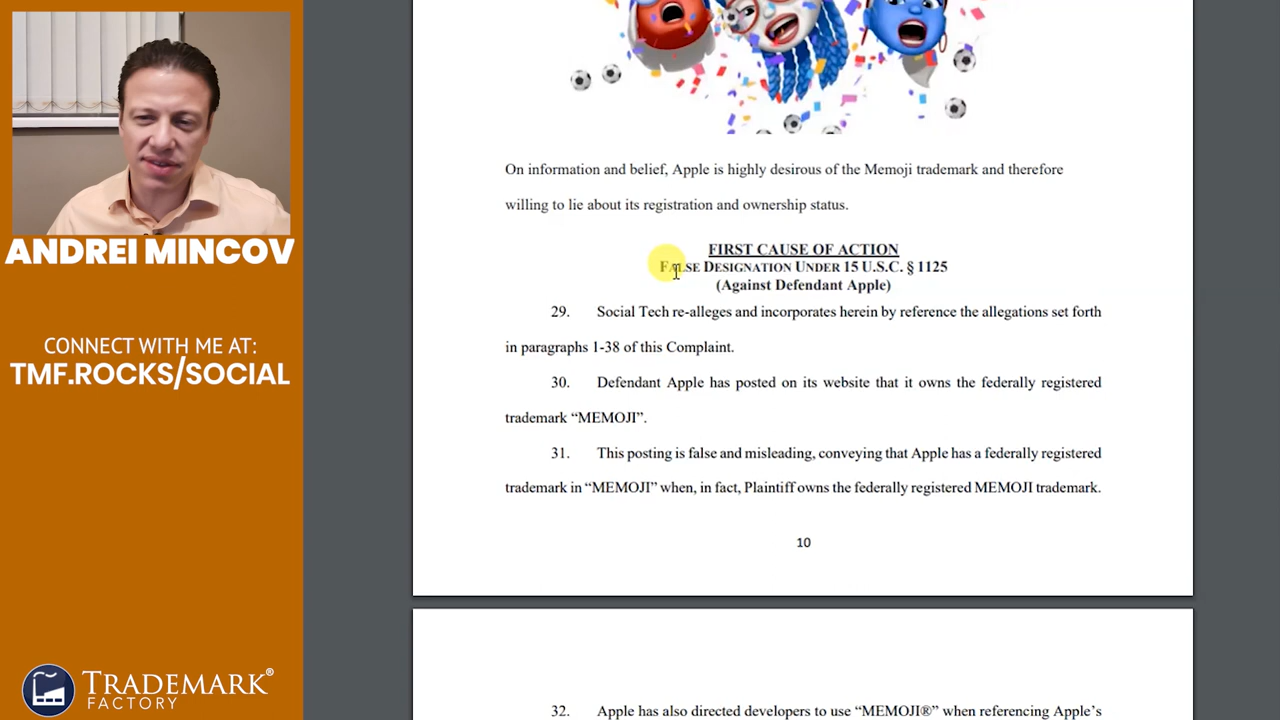 ANDREI MINCOV
CONNECT WITH ME AT:
TMF.ROCKS/SOCIAL
TRADEMARK®
FACTORY
On information and belief, Apple is highly desirous of the Memoji trademark and therefore
willing to lie about its registration and ownership status.
FIRST CAUSE OF ACTION
FALSE DESIGNATION UNDER 15 U.S.C. § 1125
(Against Defendant Apple)
29. Social Tech re-alleges and incorporates herein by reference the allegations set forth
in paragraphs 1-38 of this Complaint.
30. Defendant Apple has posted on its website that it owns the federally registered
trademark “MEMOJI”.
31. This posting is false and misleading, conveying that Apple has a federally registered
trademark in “MEMOJI” when, in fact, Plaintiff owns the federally registered MEMOJI trademark.
10
32. Apple has also directed developers to use “MEMOJI®” when referencing Apple’s